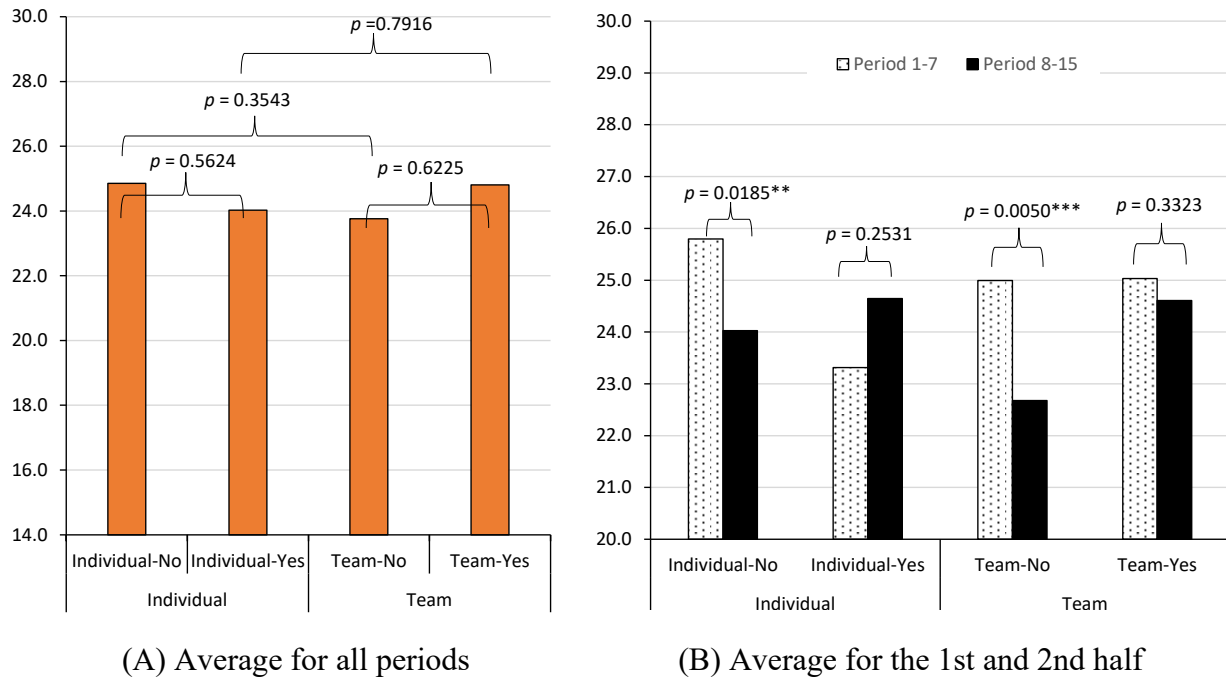 30.0
28.0
26.0
24.0
22.0
20.0
18.0
16.0
14.0
p =0.7916
p = 0.3543
p = 0.5624
p = 0.6225
Individual-No Individual-Yes Team-No Team-Yes
Individual Team
(A) Average for all periods
30.0
29.0
28.0
27.0
26.0
25.0
24.0
23.0
22.0
21.0
20.0
Period 1-7 Period 8-15
p = 0.0185**
p = 0.2531
p = 0.0050***
p = 0.3323
Individual-No Individual-Yes Team-No Team-Yes
Individual Team
(B) Average for the 1st and 2nd half